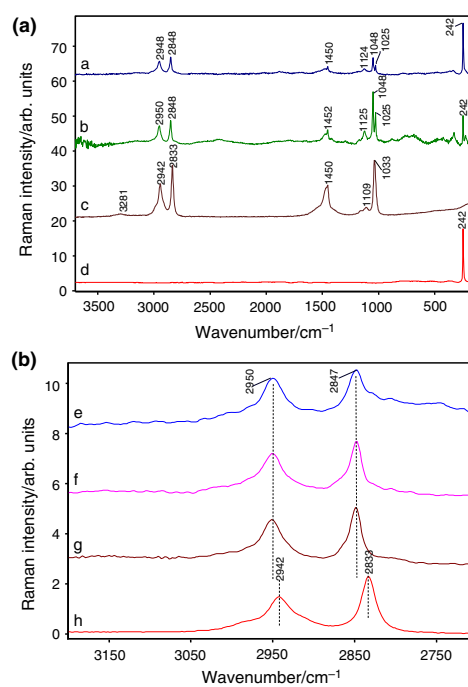 (a)
242
70
60
50
40
30
20
10
0
Raman intensity/arb. units
a
2948
2848
1450
1124
1048
1025
b
2950
2848
1452
1125
1048
1025
242
c
3281
2942
2833
1450
1109
1033
d
242
3500 3000 2500 2000 1500 1000 500
Wavenumber/cm⁻¹
(b)
10
8
6
4
2
0
Raman intensity/arb. units
2950
2847
e
f
g
2942
2833
h
3150 3050 2950 2850 2750
Wavenumber/cm⁻¹